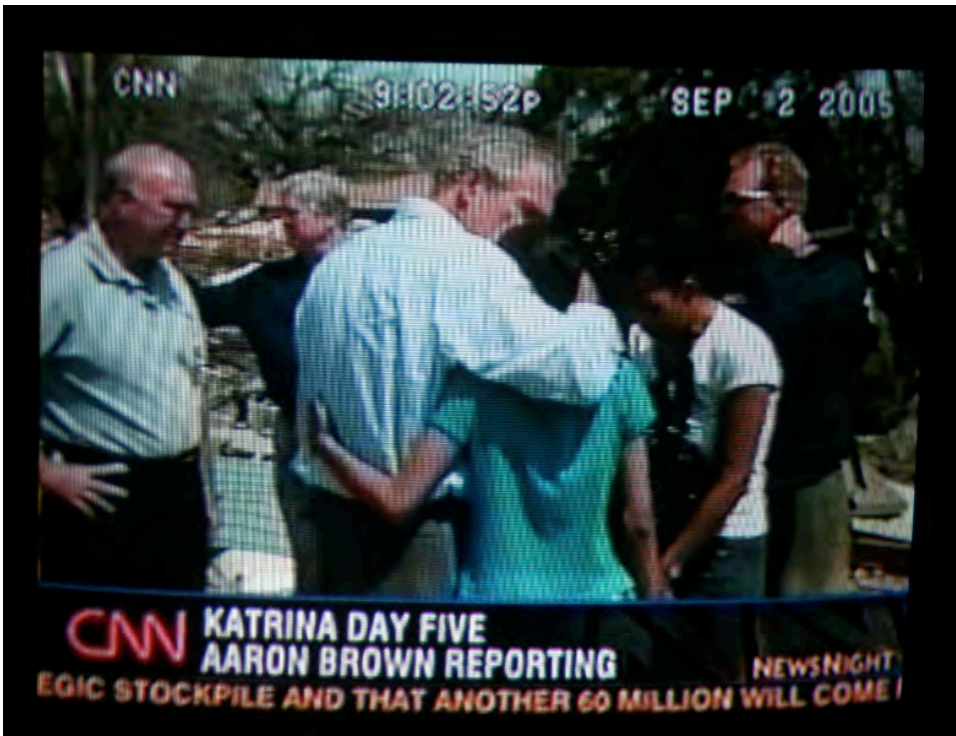 CNN 9:02:52P SEP 2 2005
CNN KATRINA DAY FIVE
AARON BROWN REPORTING
NEWSNIGHT
EGIC STOCKPILE AND THAT ANOTHER 60 MILLION WILL COME